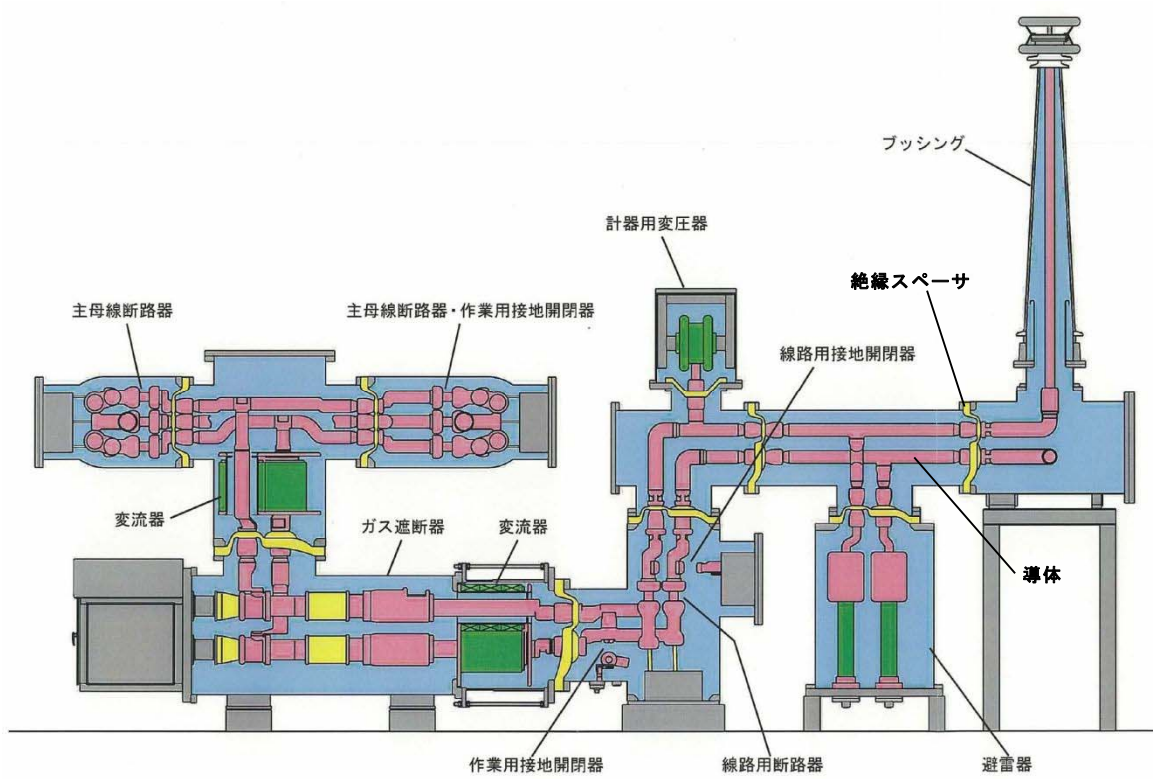 ブッシング
計器用変圧器
絶縁スペーサ
主母線断路器
主母線断路器・作業用接地開閉器
線路用接地開閉器
変流器
ガス遮断器
変流器
導体
作業用接地開閉器
線路用断路器
避雷器